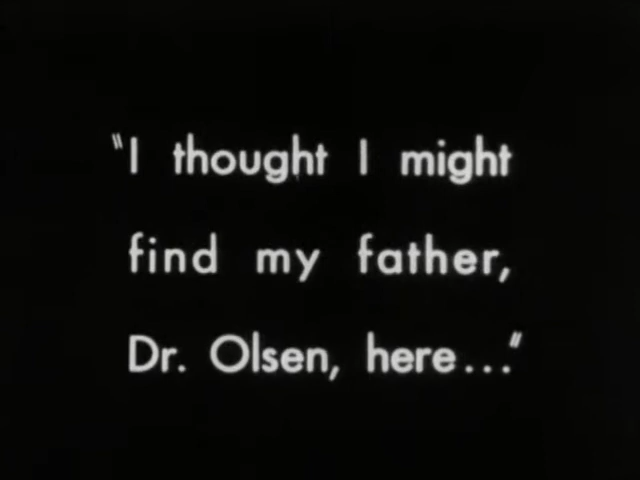 "I thought I might
find my father,
Dr. Olsen, here..."